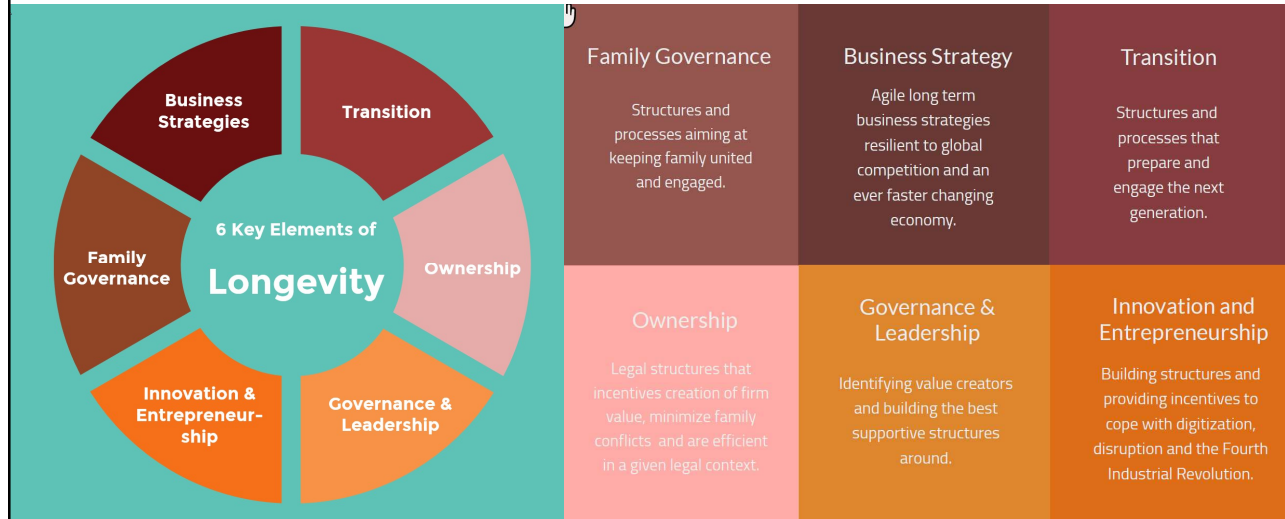 Business
Strategies
Transition
Family
Governance
6 Key Elements of
Longevity
Ownership
Innovation &
Entrepreneur-
ship
Governance &
Leadership
Family Governance
Structures and
processes aiming at
keeping family united
and engaged.
Business Strategy
Agile long term
business strategies
resilient to global
competition and an
ever faster changing
economy.
Transition
Structures and
processes that
prepare and
engage the next
generation.
Ownership
Legal structures that
incentives creation of firm
value, minimize family
conflicts and are efficient
in a given legal context.
Governance &
Leadership
Identifying value creators
and building the best
supportive structures
around.
Innovation and
Entrepreneurship
Building structures and
providing incentives to
cope with digitization,
disruption and the Fourth
Industrial Revolution.